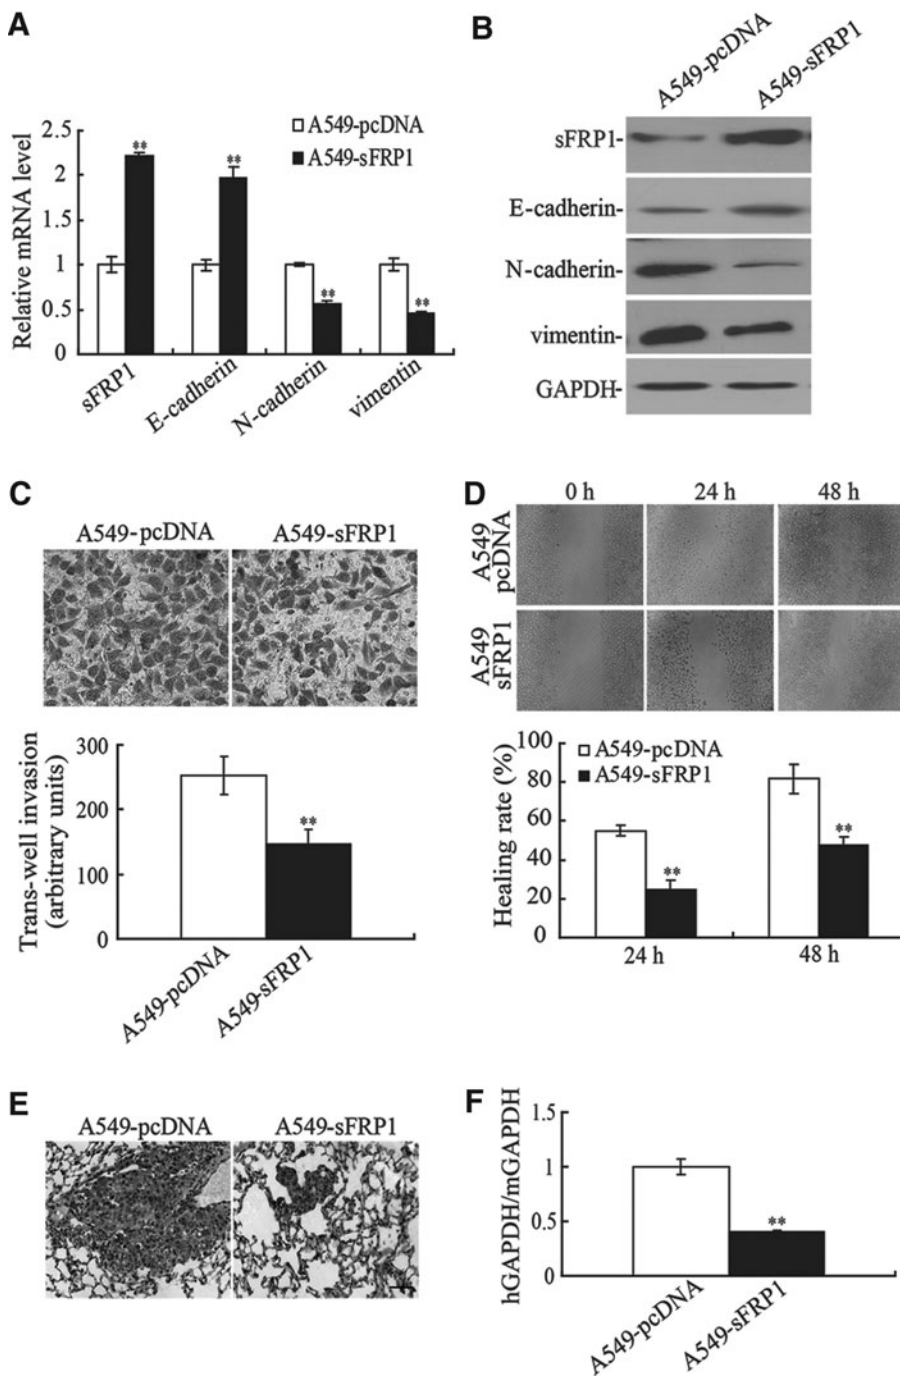 A
A549-pcDNA
A549-sFRP1
Relative mRNA level
2.5
2
1.5
1
0.5
0
**
**
**
**
sFRP1
E-cadherin
N-cadherin
vimentin
B
A549-pcDNA
A549-sFRP1
sFRP1-
E-cadherin-
N-cadherin-
vimentin-
GAPDH-
C
A549-pcDNA
A549-sFRP1
Trans-well invasion
(arbitrary units)
300
200
150
100
0
**
A549-pcDNA
A549-sFRP1
D
0 h
24 h
48 h
A549
pcDNA
A549
sFRP1
Healing rate (%)
100
80
60
40
20
0
A549-pcDNA
A549-sFRP1
**
**
24 h
48 h
E
A549-pcDNA
A549-sFRP1
F
hGAPDH/mGAPDH
1.5
1
0.5
0
**
A549-pcDNA
A549-sFRP1